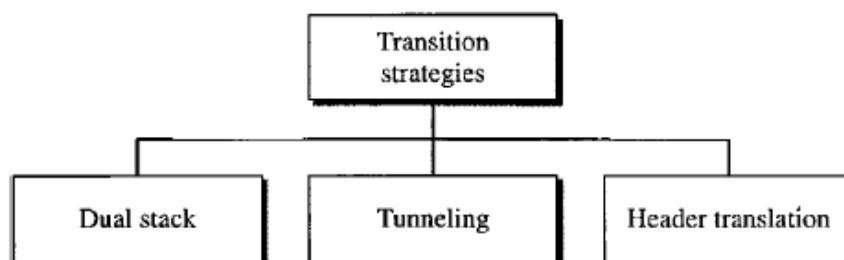 Transition
strategies
Dual stack
Tunneling
Header translation